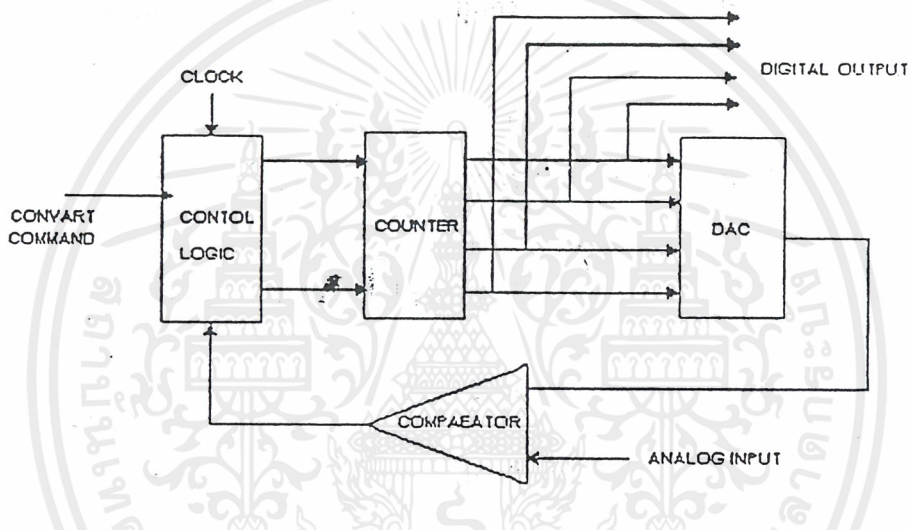 CLOCK
DIGITAL OUTPUT
CONVART
COMMAND
CONTOL
LOGIC
COUNTER
DAC
COMPAEATOR
ANALOG INPUT